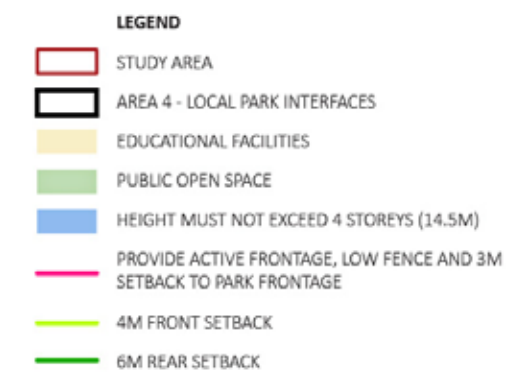 LEGEND
STUDY AREA
AREA 4 - LOCAL PARK INTERFACES
EDUCATIONAL FACILITIES
PUBLIC OPEN SPACE
HEIGHT MUST NOT EXCEED 4 STOREYS (14.5M)
PROVIDE ACTIVE FRONTAGE, LOW FENCE AND 3M
SETBACK TO PARK FRONTAGE
4M FRONT SETBACK
6M REAR SETBACK